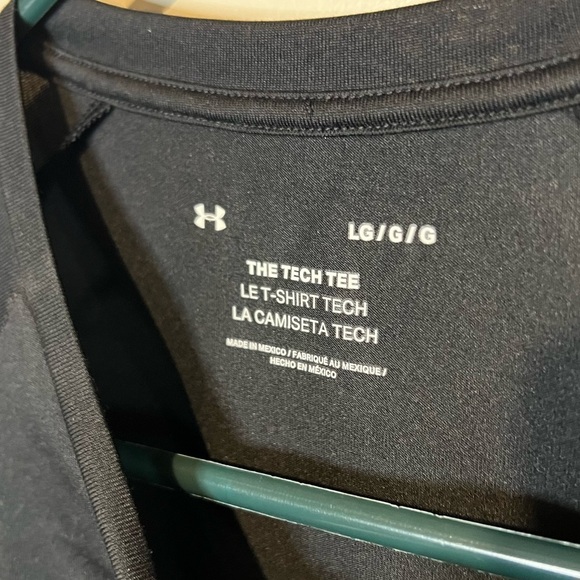 LG/G/G
THE TECH TEE
LE T-SHIRT TECH
LA CAMISETA TECH
MADE IN MEXICO / FABRIQUÉ AU MEXIQUE /
HECHO EN MÉXICO